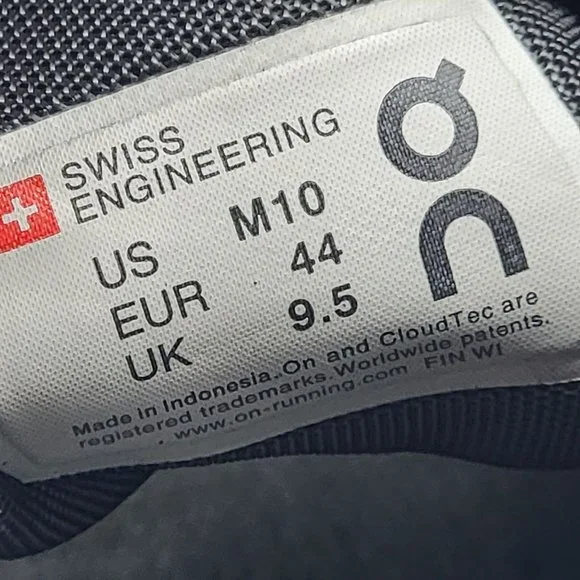 SWISS
ENGINEERING
On
US M10
EUR 44
UK 9.5
Made in Indonesia. On and CloudTec are
registered trademarks. Worldwide patents.
www.on-running.com FIN WI